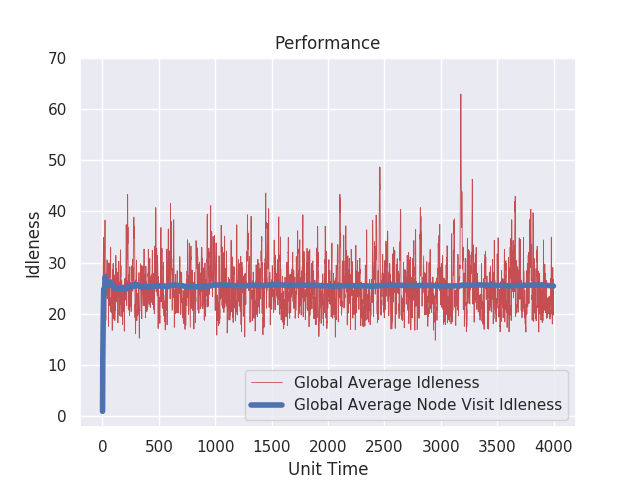 Performance
70
60
50
40
30
20
10
0
Idleness
Global Average Idleness
Global Average Node Visit Idleness
0 500 1000 1500 2000 2500 3000 3500 4000
Unit Time